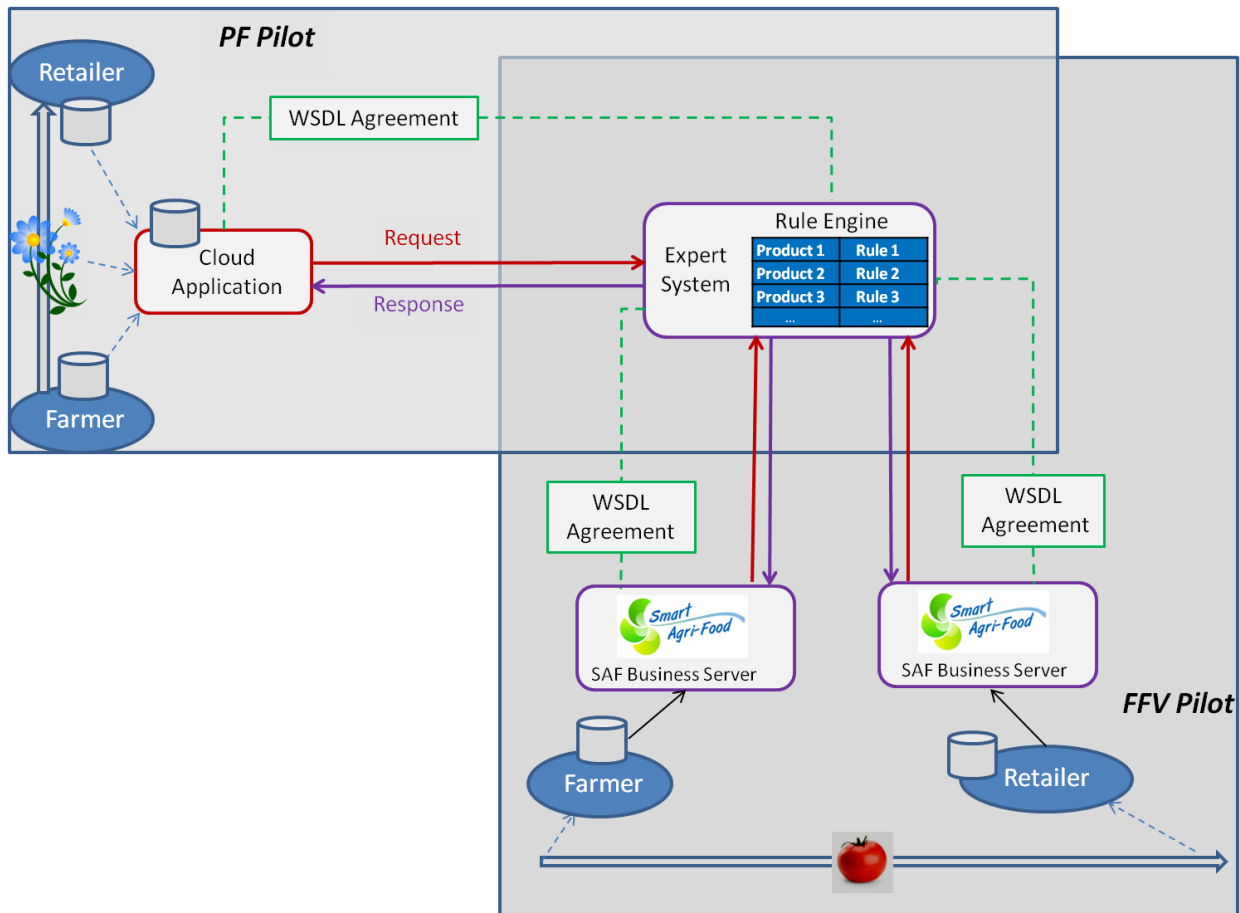 PF Pilot
Retailer
WSDL Agreement
Cloud
Application
Request
Response
Farmer
Rule Engine
Expert
System
Product 1 Rule 1
Product 2 Rule 2
Product 3 Rule 3
... ...
WSDL
Agreement
WSDL
Agreement
Smart
Agri-Food
SAF Business Server
Smart
Agri-Food
SAF Business Server
FFV Pilot
Farmer
Retailer